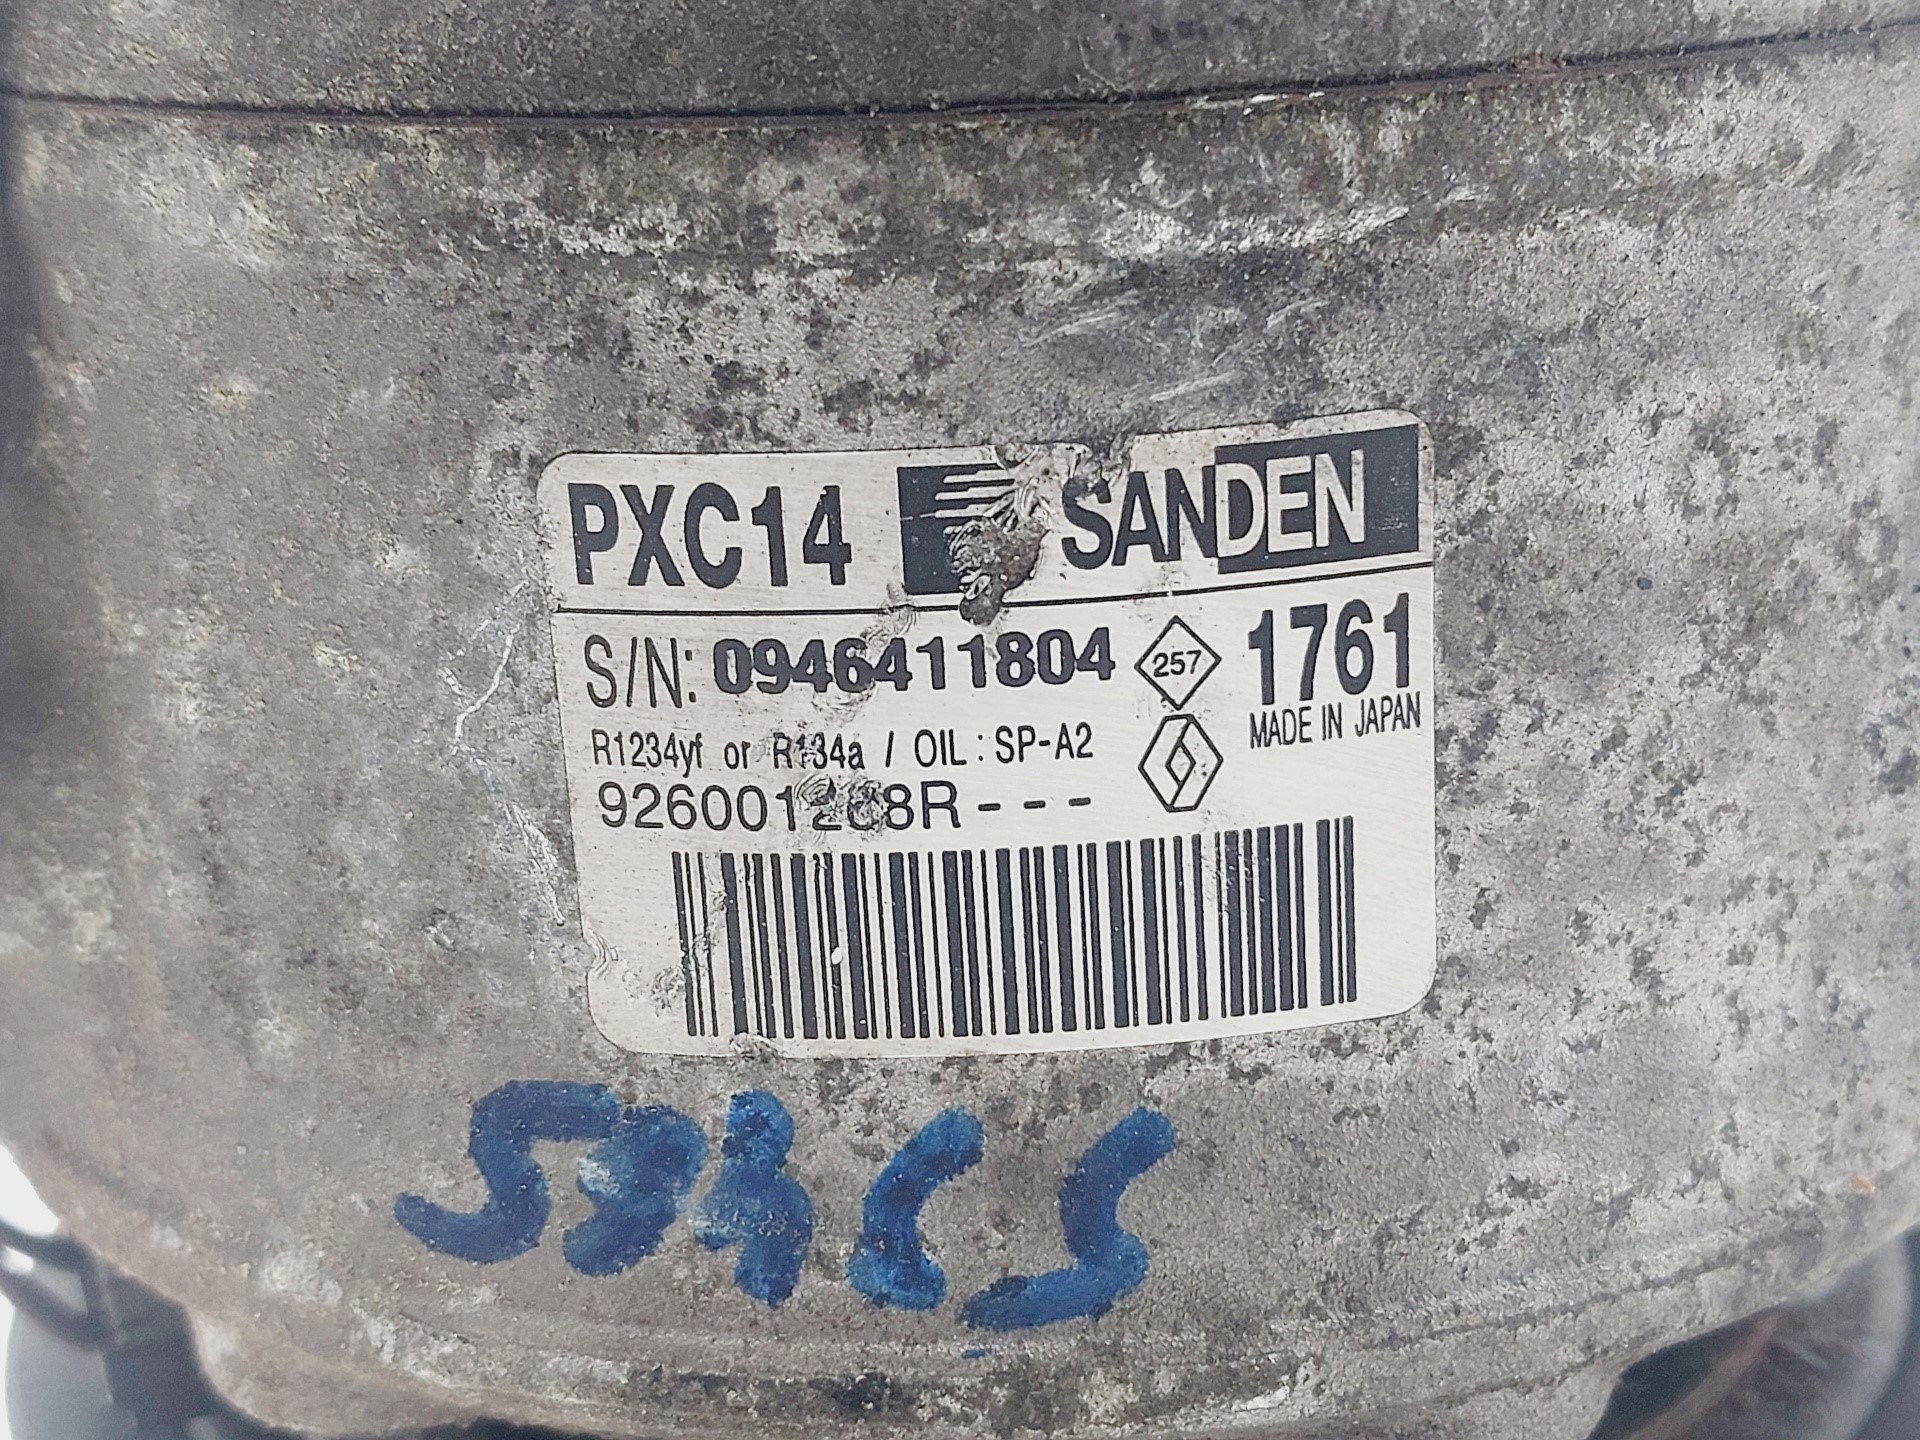 PXC14 SANDEN
S/N: 0946411804 257 1761
MADE IN JAPAN
R1234yf or R134a / OIL : SP-A2